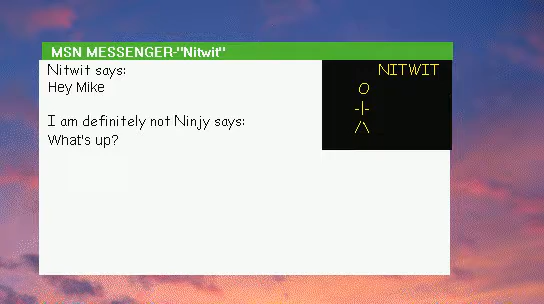 MSN MESSENGER-"Nitwit"
Nitwit says:
Hey Mike
I am definitely not Ninjy says:
What's up?
NITWIT
O
-|-
/\